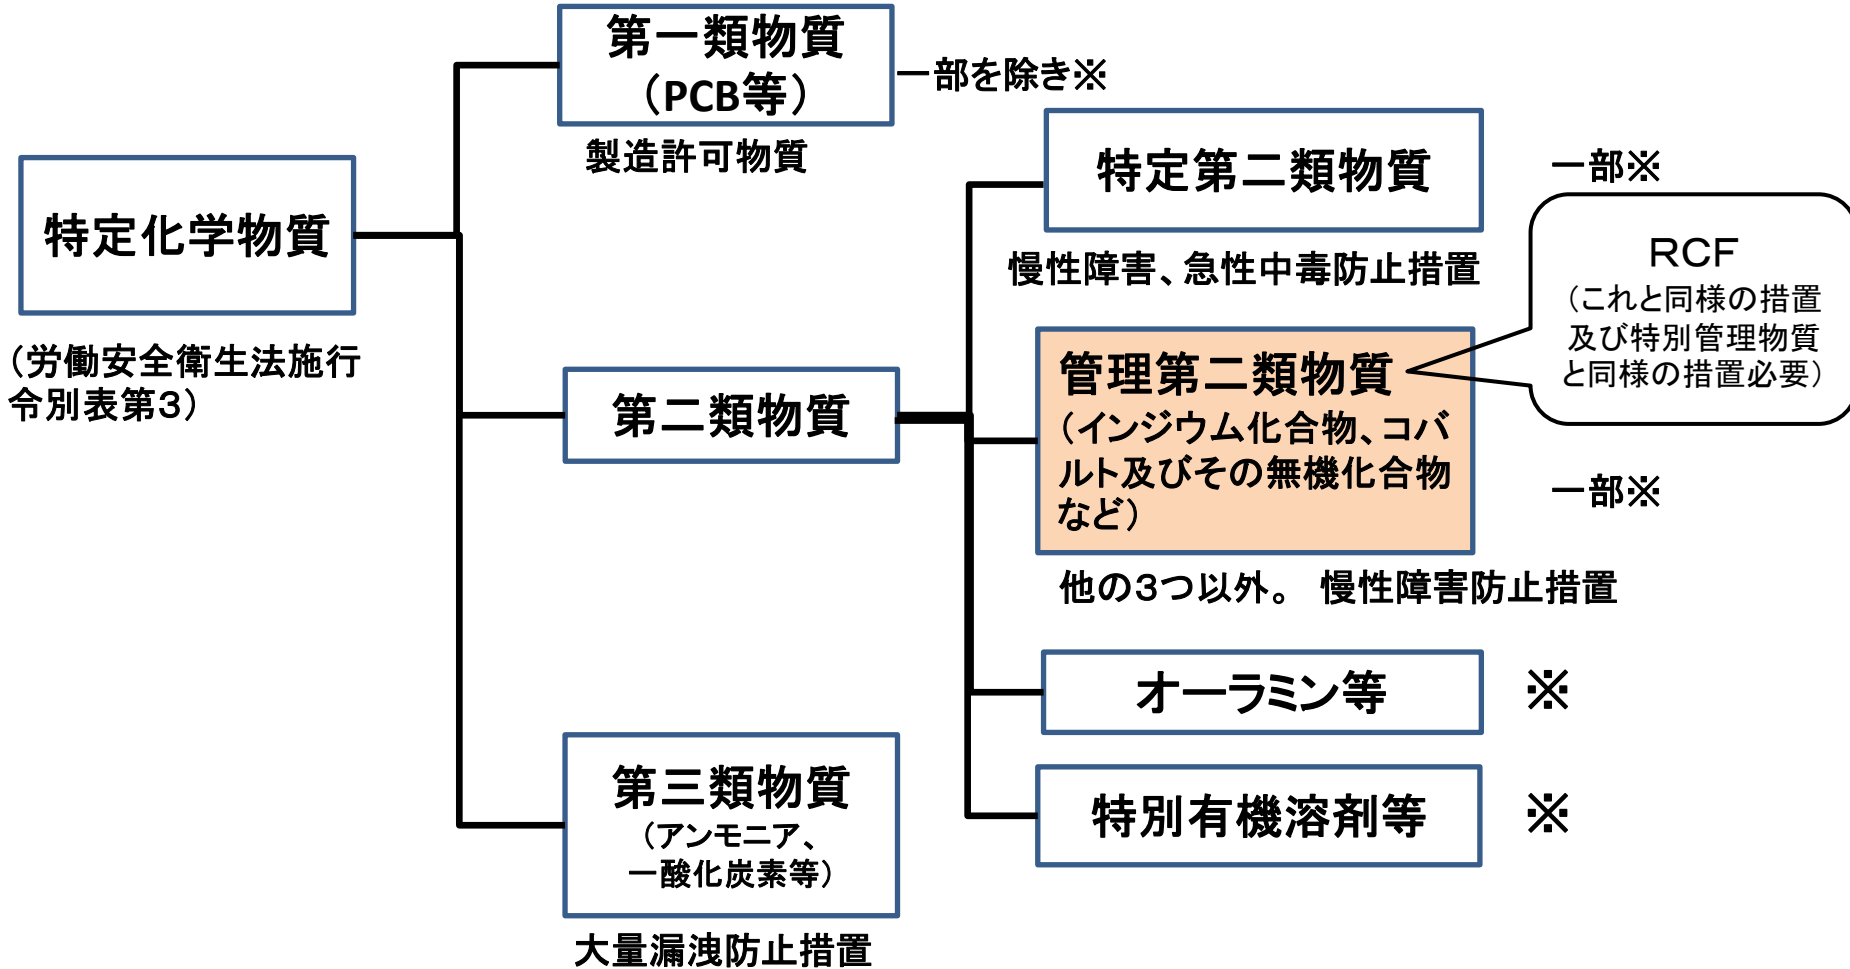 第一類物質
（PCB等）
一部を除き※
製造許可物質
特定化学物質
（労働安全衛生法施行
令別表第３）
特定第二類物質
一部※
慢性障害、急性中毒防止措置
ＲＣＦ
（これと同様の措置
及び特別管理物質
と同様の措置必要）
第二類物質
管理第二類物質
（インジウム化合物、コバ
ルト及びその無機化合物
など）
一部※
他の３つ以外。 慢性障害防止措置
オーラミン等
※
特別有機溶剤等
※
第三類物質
（アンモニア、
一酸化炭素等）
大量漏洩防止措置